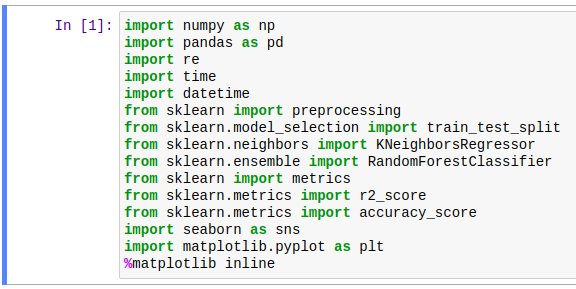 In [1]: import numpy as np
import pandas as pd
import re
import time
import datetime
from sklearn import preprocessing
from sklearn.model_selection import train_test_split
from sklearn.neighbors import KNeighborsRegressor
from sklearn.ensemble import RandomForestClassifier
from sklearn import metrics
from sklearn.metrics import r2_score
from sklearn.metrics import accuracy_score
import seaborn as sns
import matplotlib.pyplot as plt
%matplotlib inline